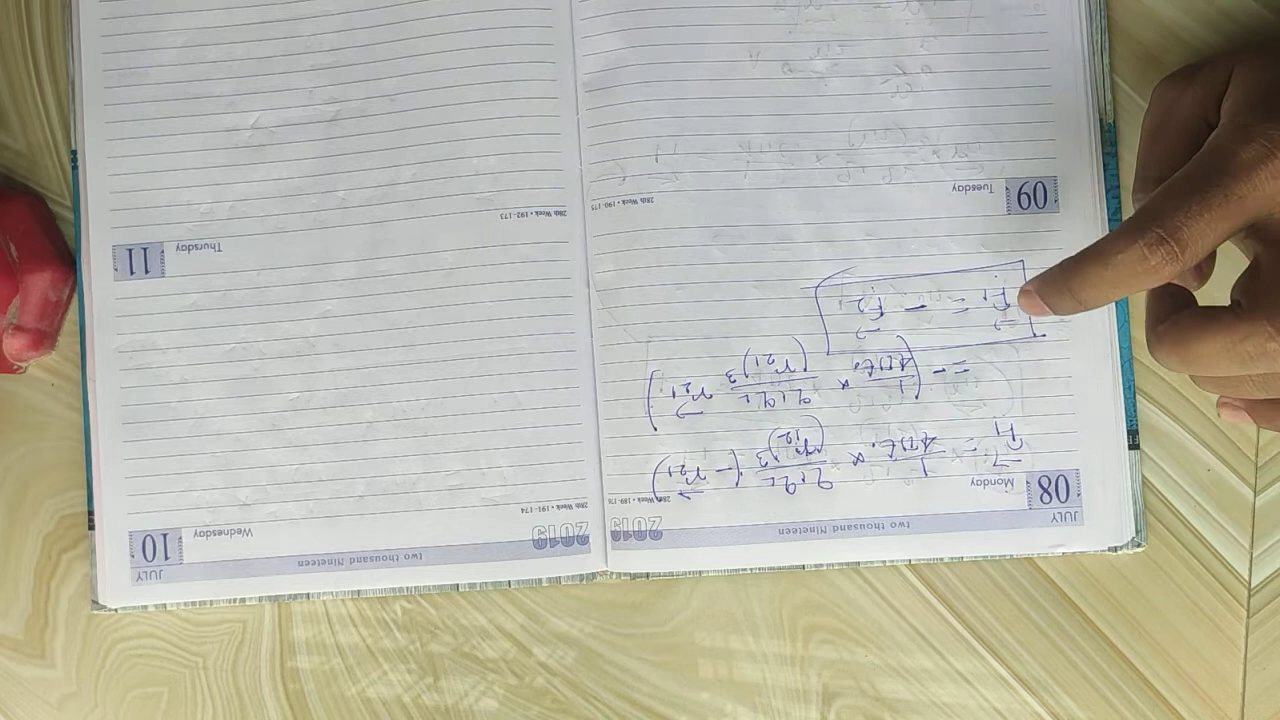 JULY
two thousand Nineteen
2019
08
Monday
28th Week • 189-176
→F₁ = 1/4πε₀ × q₁q₂/(r₁₂)³ (−→r₂₁)
= − (1/4πε₀ × q₁q₂/(r₂₁)³ →r₂₁)
→F₁ = − →F₂
09
Tuesday
28th Week • 190-175
JULY
two thousand Nineteen
2019
10
Wednesday
28th Week • 191-174
11
Thursday
28th Week • 192-173